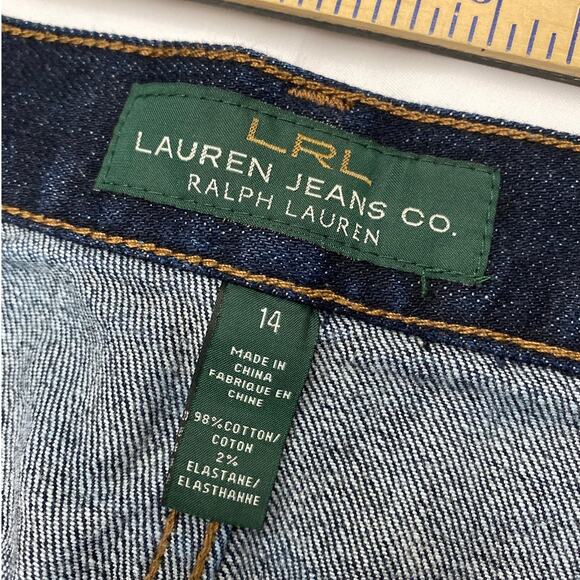 LRL
LAUREN JEANS CO.
RALPH LAUREN
14
MADE IN
CHINA
FABRIQUE EN
CHINE
98%COTTON/
COTON
2%
ELASTANE/
ELASTHANNE